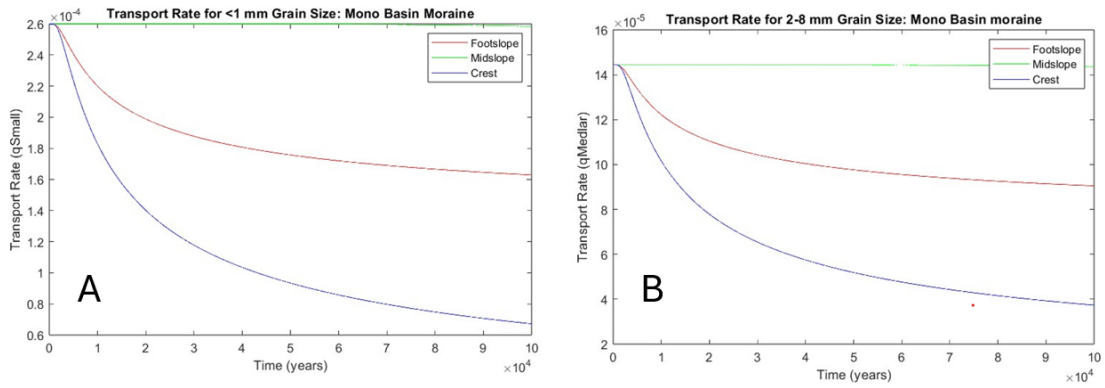 Transport Rate for <1 mm Grain Size: Mono Basin Moraine
×10⁻⁴
2.6
2.4
2.2
2
1.8
1.6
1.4
1.2
1
0.8
0.6
Transport Rate (qSmall)
Footslope
Midslope
Crest
A
0 1 2 3 4 5 6 7 8 9 10
Time (years)
×10⁴
Transport Rate for 2-8 mm Grain Size: Mono Basin moraine
×10⁻⁵
16
14
12
10
8
6
4
2
Transport Rate (qMedlar)
Footslope
Midslope
Crest
B
0 1 2 3 4 5 6 7 8 9 10
Time (years)
×10⁴